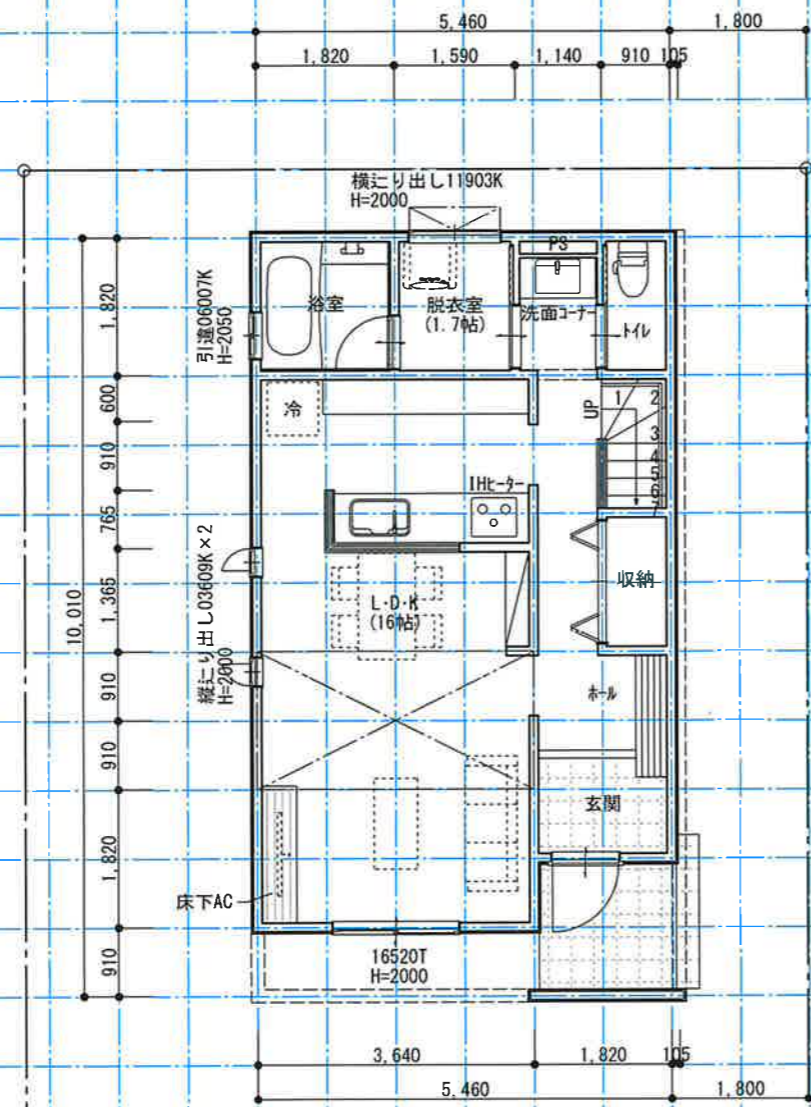 5,460
1,800
1,820
1,590
1,140
910
105
横辷り出し11903K
H=2000
PS
引違06007K
H=2050
浴室
脱衣室
(1.7帖)
洗面コーナー
トイレ
1,820
600
910
765
1,365
910
910
1,820
910
10,010
冷
UP
1
2
3
4
5
6
7
IHヒーター
縦辷り出し03609K×2
H=2000
L・D・K
(16帖)
収納
ホール
玄関
床下AC
16520T
H=2000
3,640
1,820
105
5,460
1,800